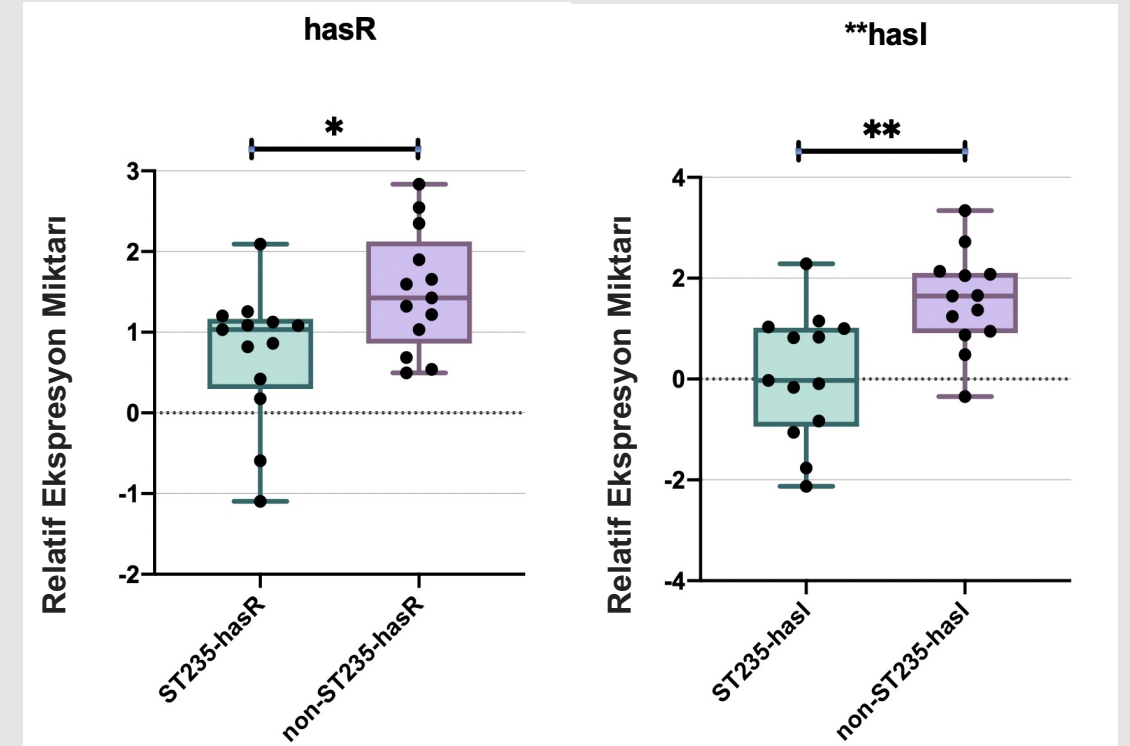 hasR
*
Relatif Ekspresyon Miktarı
3
2
1
0
-1
-2
ST235-hasR
non-ST235-hasR
**hasI
**
Relatif Ekspresyon Miktarı
4
2
0
-2
-4
ST235-hasI
non-ST235-hasI